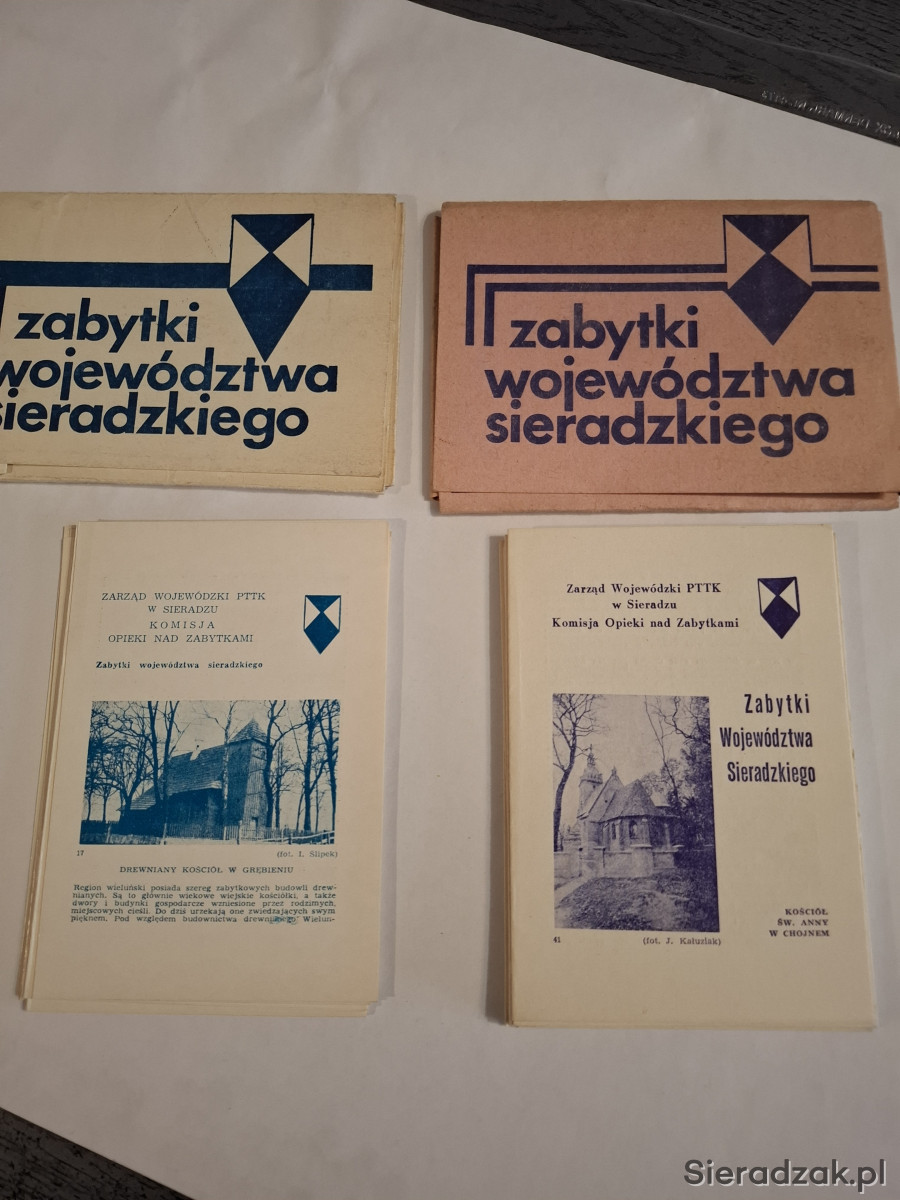 zabytki
województwa
sieradzkiego
zabytki
województwa
sieradzkiego
ZARZĄD WOJEWÓDZKI PTTK
W SIERADZU
KOMISJA
OPIEKI NAD ZABYTKAMI
Zabytki województwa sieradzkiego
17 (fot. I. Slipek)
DREWNIANY KOŚCIÓŁ W GRĘBIENIU
Region wieluński posiada szereg zabytkowych budowli drew-
nianych. Są to głównie wiekowe wiejskie kościółki, a także
dwory i budynki gospodarcze wzniesione przez rodzimych,
miejscowych cieśli. Do dziś urzekają one zwiedzających swym
pięknem. Pod względem budownictwa drewnianego Wieluń-
Zarząd Wojewódzki PTTK
w Sieradzu
Komisja Opieki nad Zabytkami
Zabytki
Województwa
Sieradzkiego
41 (fot. J. Kałużiak)
KOŚCIÓŁ
ŚW. ANNY
W CHOJNEM
Sieradzak.pl